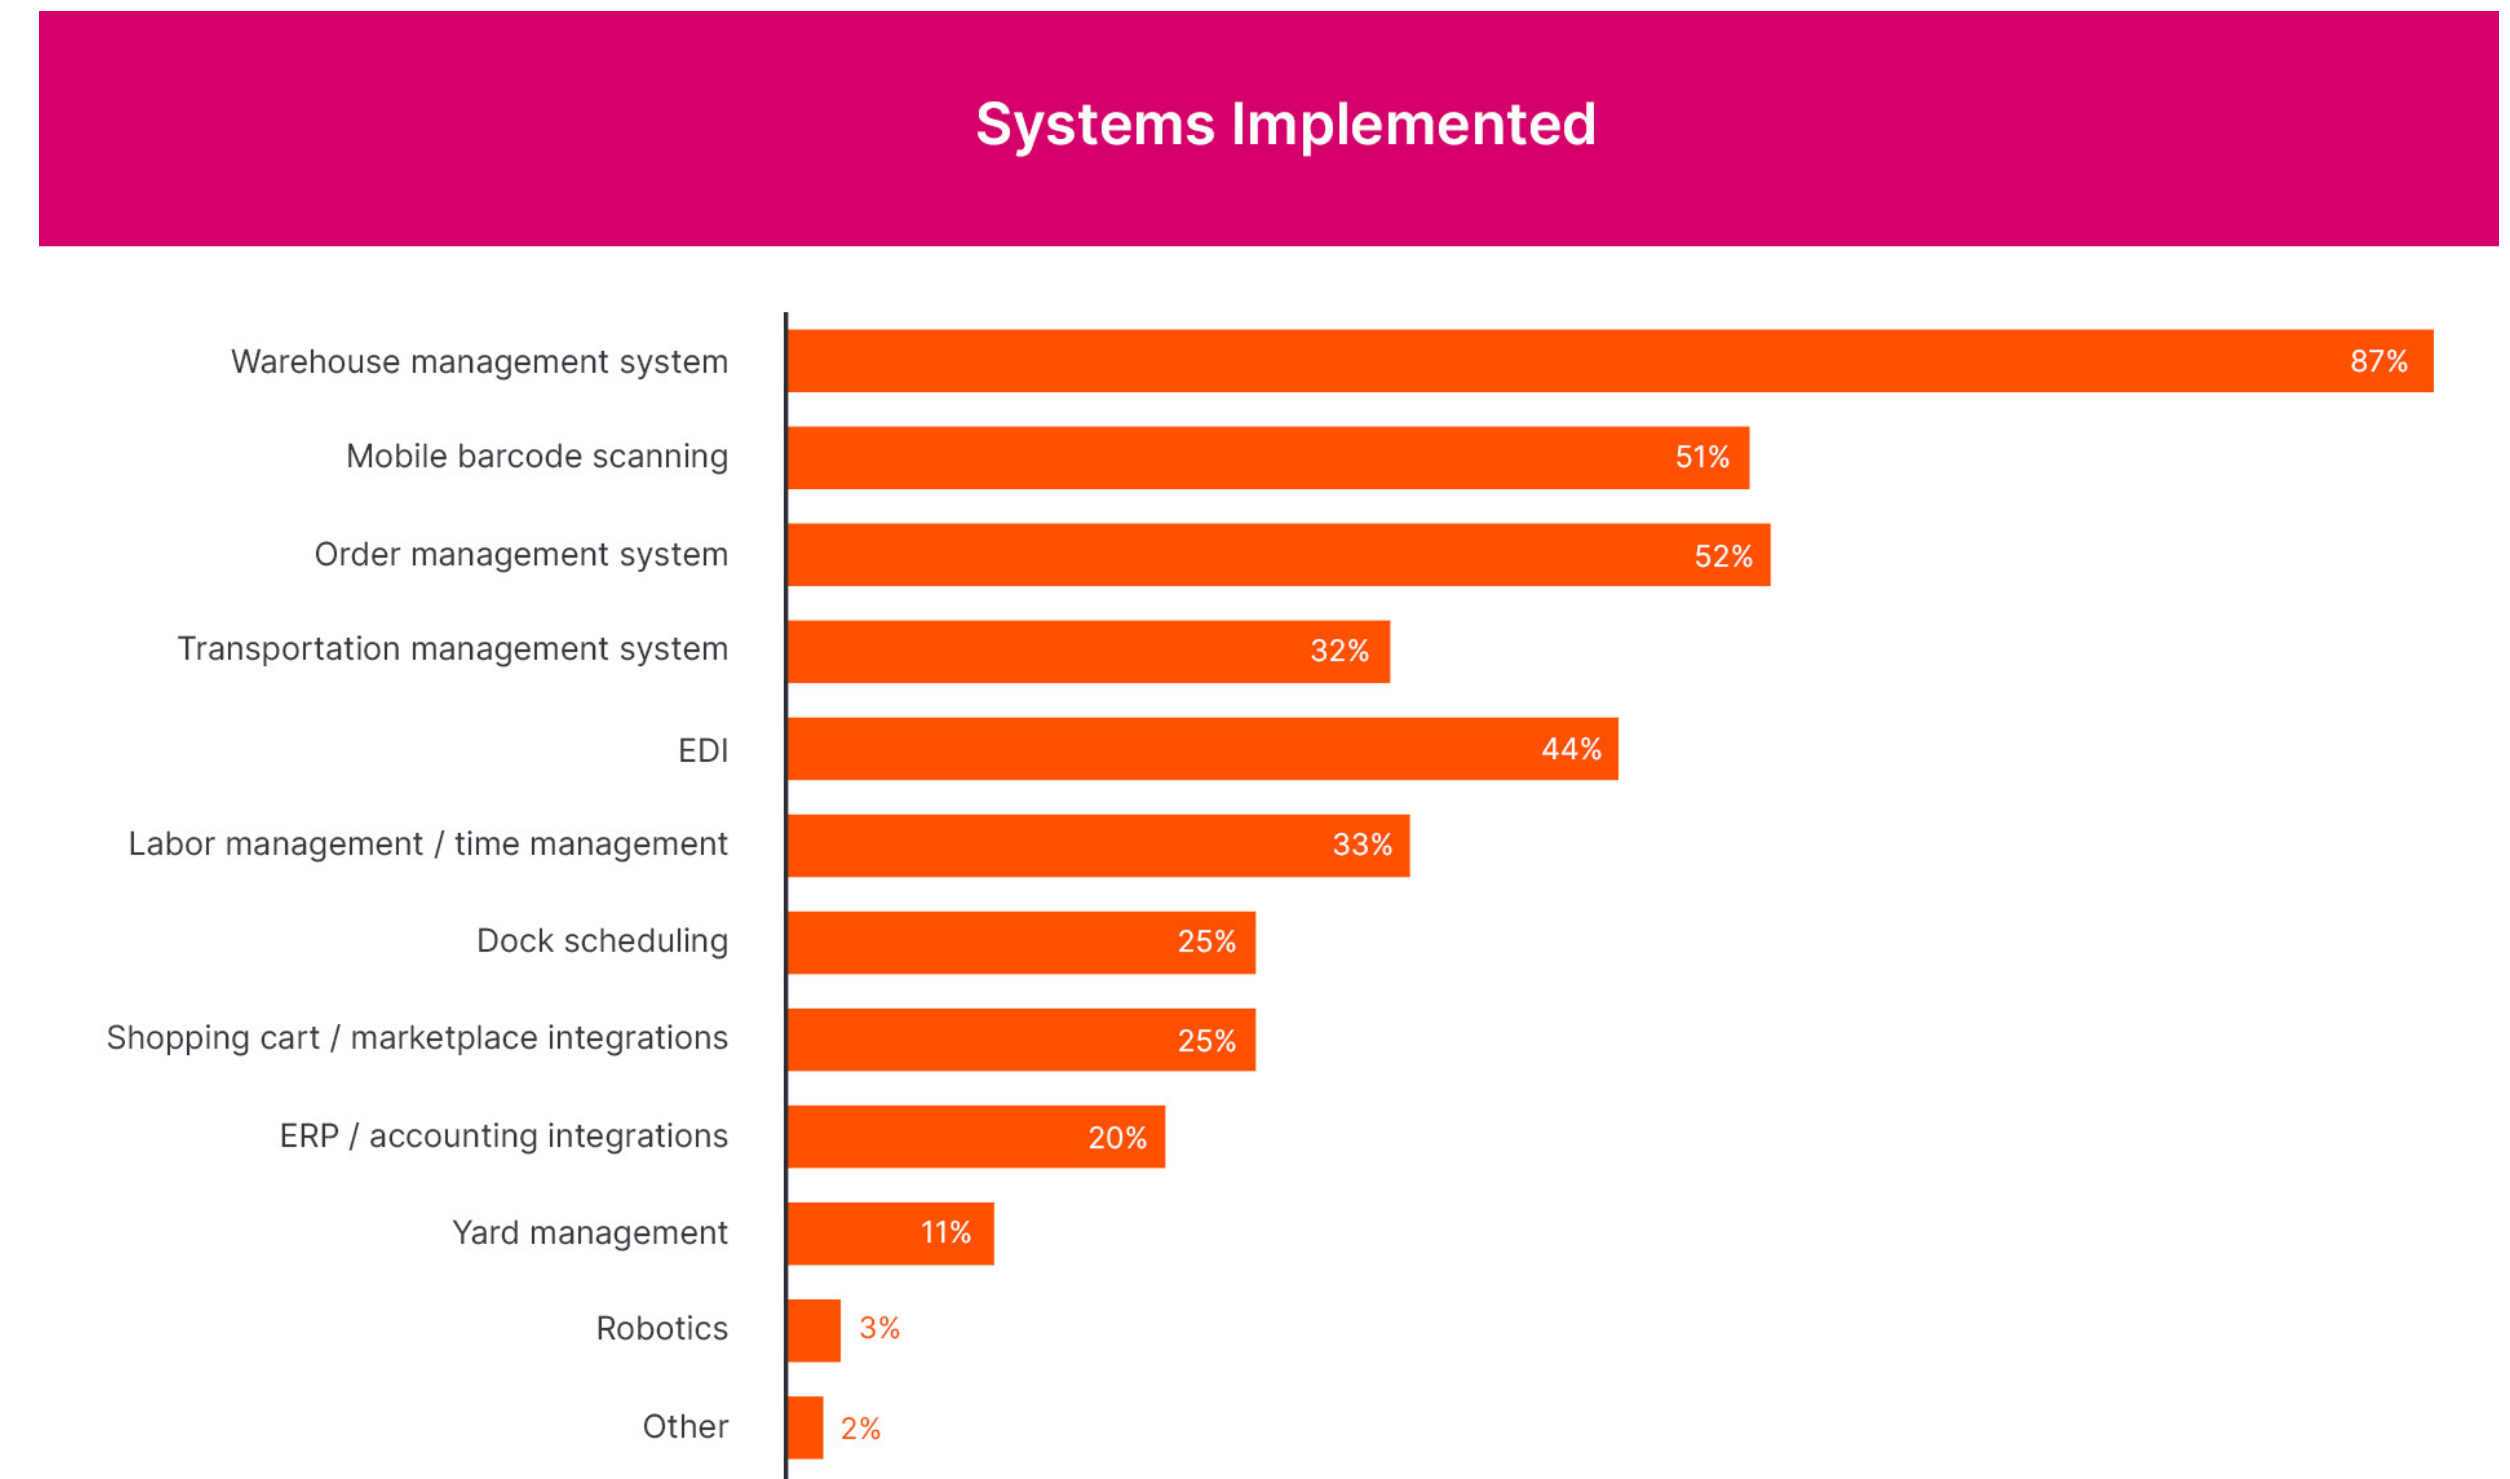 Systems Implemented
Warehouse management system 87%
Mobile barcode scanning 51%
Order management system 52%
Transportation management system 32%
EDI 44%
Labor management / time management 33%
Dock scheduling 25%
Shopping cart / marketplace integrations 25%
ERP / accounting integrations 20%
Yard management 11%
Robotics 3%
Other 2%